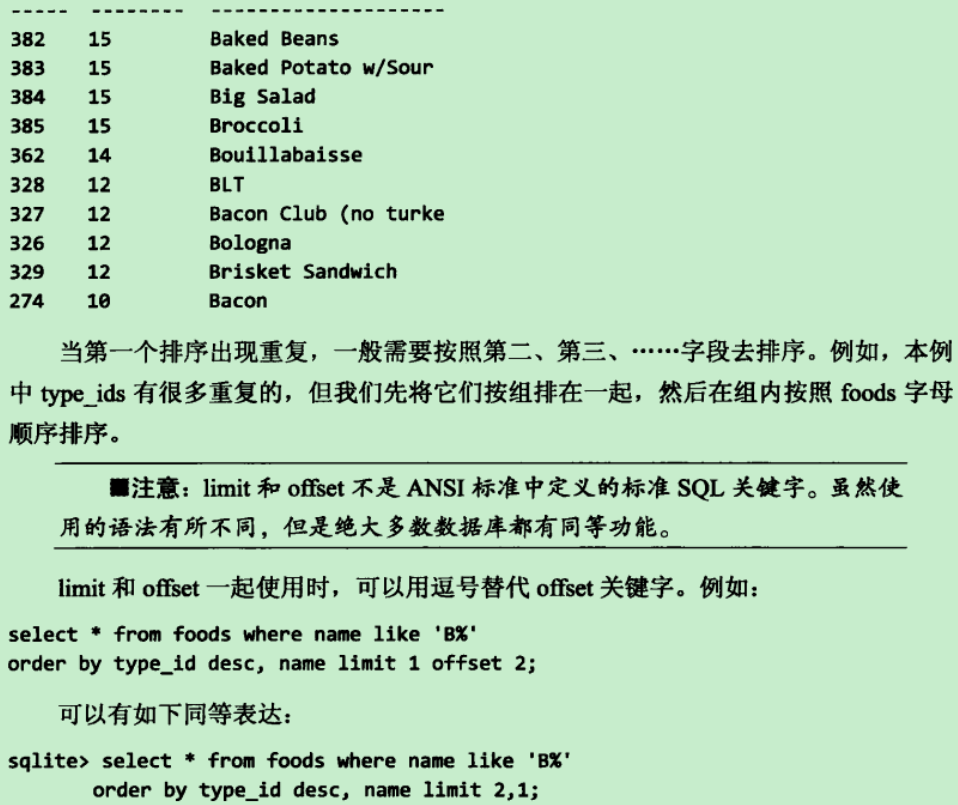 ----- -------- --------------------
382 15 Baked Beans
383 15 Baked Potato w/Sour
384 15 Big Salad
385 15 Broccoli
362 14 Bouillabaisse
328 12 BLT
327 12 Bacon Club (no turke
326 12 Bologna
329 12 Brisket Sandwich
274 10 Bacon
当第一个排序出现重复，一般需要按照第二、第三、……字段去排序。例如，本例
中 type_ids 有很多重复的，但我们先将它们按组排在一起，然后在组内按照 foods 字母
顺序排序。
■注意：limit 和 offset 不是 ANSI 标准中定义的标准 SQL 关键字。虽然使
用的语法有所不同，但是绝大多数数据库都有同等功能。
limit 和 offset 一起使用时，可以用逗号替代 offset 关键字。例如：
select * from foods where name like 'B%'
order by type_id desc, name limit 1 offset 2;
可以有如下同等表达：
sqlite> select * from foods where name like 'B%'
order by type_id desc, name limit 2,1;